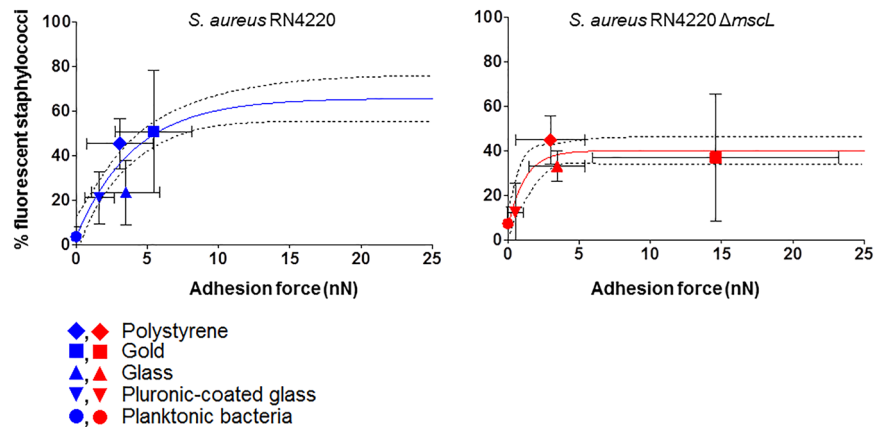 S. aureus RN4220
S. aureus RN4220 ΔmscL
% fluorescent staphylococci
100
80
60
40
20
0
0 5 10 15 20 25
Adhesion force (nN)
100
80
60
40
20
0
0 5 10 15 20 25
Adhesion force (nN)
, Polystyrene
, Gold
, Glass
, Pluronic-coated glass
, Planktonic bacteria